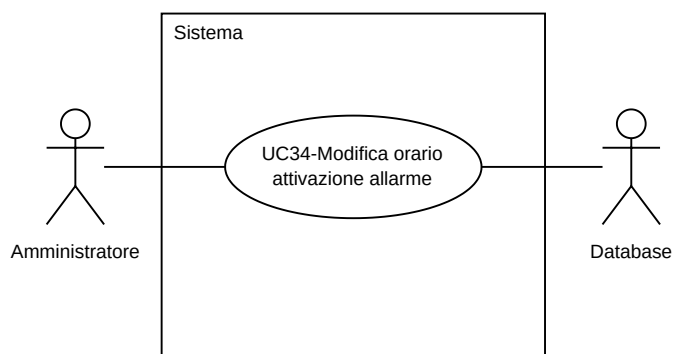 Sistema
UC34-Modifica orario
attivazione allarme
Amministratore
Database